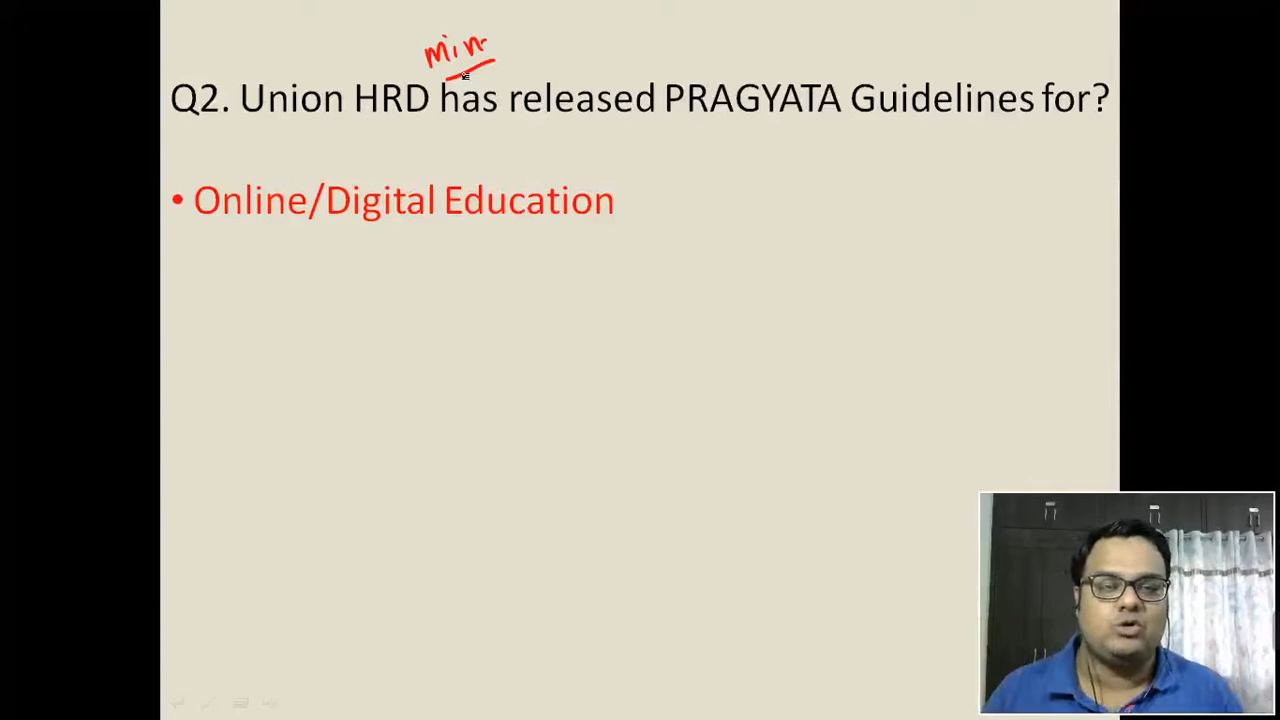 min.
Q2. Union HRD has released PRAGYATA Guidelines for?
• Online/Digital Education